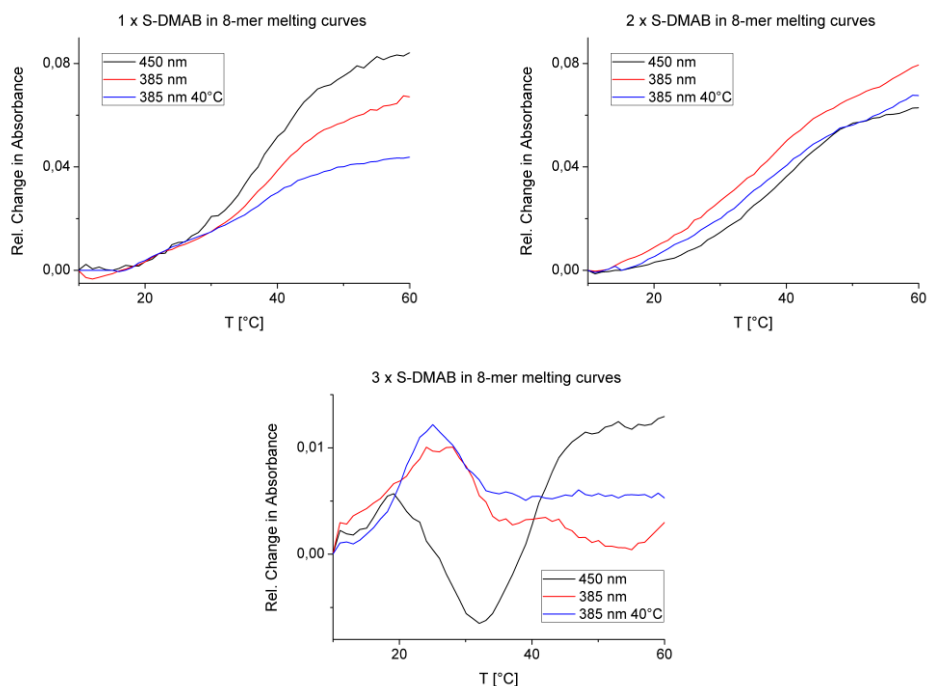 1 x S-DMAB in 8-mer melting curves
0,08
0,04
0,00
Rel. Change in Absorbance
450 nm
385 nm
385 nm 40°C
20
40
60
T [°C]
2 x S-DMAB in 8-mer melting curves
0,08
0,04
0,00
Rel. Change in Absorbance
450 nm
385 nm
385 nm 40°C
20
40
60
T [°C]
3 x S-DMAB in 8-mer melting curves
0,01
0,00
Rel. Change in Absorbance
450 nm
385 nm
385 nm 40°C
20
40
60
T [°C]